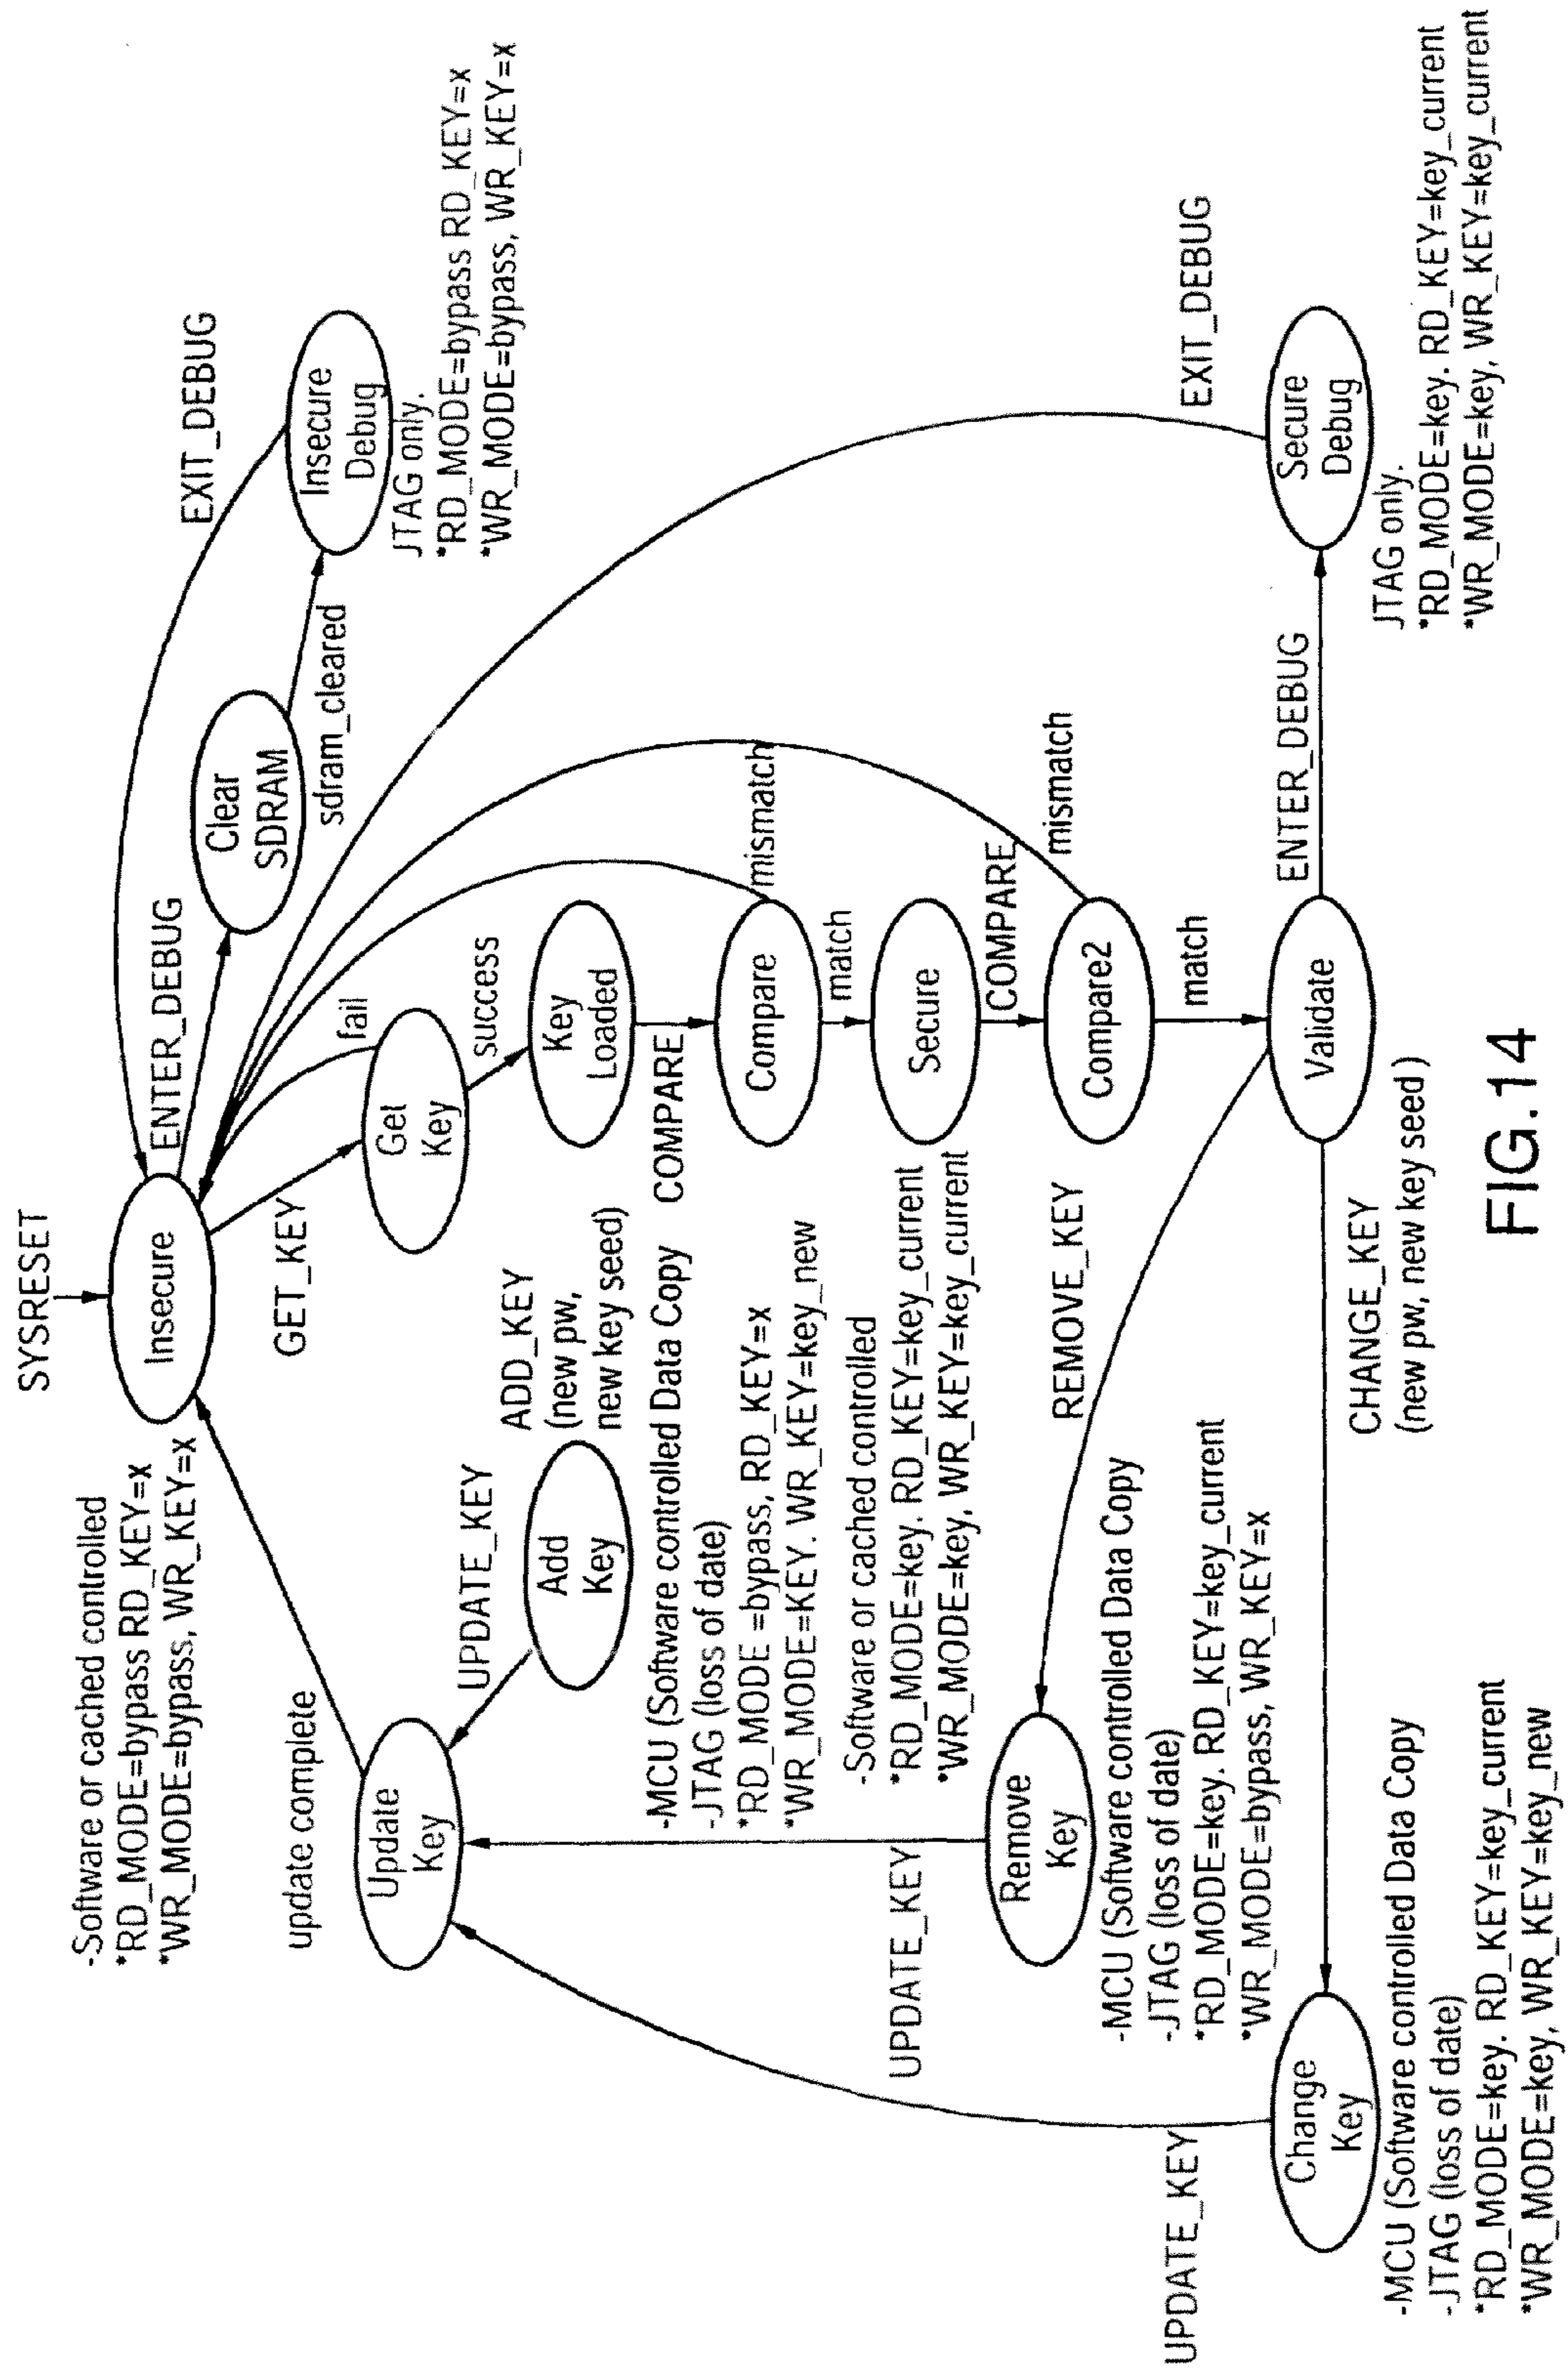 SYSRESET
Insecure
-Software or cached controlled
*RD_MODE=bypass RD_KEY=x
*WR_MODE=bypass, WR_KEY=x
EXIT_DEBUG
ENTER_DEBUG
Clear
SDRAM
sdram_cleared
Insecure
Debug
JTAG only.
*RD_MODE=bypass RD_KEY=x
*WR_MODE=bypass, WR_KEY=x
update complete
GET_KEY
fail
Get
Key
success
Update
Key
UPDATE_KEY
Add
Key
ADD_KEY
(new pw,
new key seed)
-MCU (Software controlled Data Copy
-JTAG (loss of date)
*RD_MODE =bypass, RD_KEY=x
*WR_MODE=KEY. WR_KEY=key_new
Key
Loaded
COMPARE
Compare
mismatch
match
Secure
-Software or cached controlled
*RD_MODE=key. RD_KEY=key_current
*WR_MODE=key, WR_KEY=key_current
COMPARE
Compare2
mismatch
match
UPDATE_KEY
Remove
Key
REMOVE_KEY
-MCU (Software controlled Data Copy
-JTAG (loss of date)
*RD_MODE=key. RD_KEY=key_current
*WR_MODE=bypass, WR_KEY=x
Validate
ENTER_DEBUG
EXIT_DEBUG
Secure
Debug
JTAG only.
*RD_MODE=key. RD_KEY=key_current
*WR_MODE=key, WR_KEY=key_current
UPDATE_KEY
Change
Key
CHANGE_KEY
(new pw, new key seed )
-MCU (Software controlled Data Copy
-JTAG (loss of date)
*RD_MODE=key. RD_KEY=key_current
*WR_MODE=key, WR_KEY=key_new
FIG.14